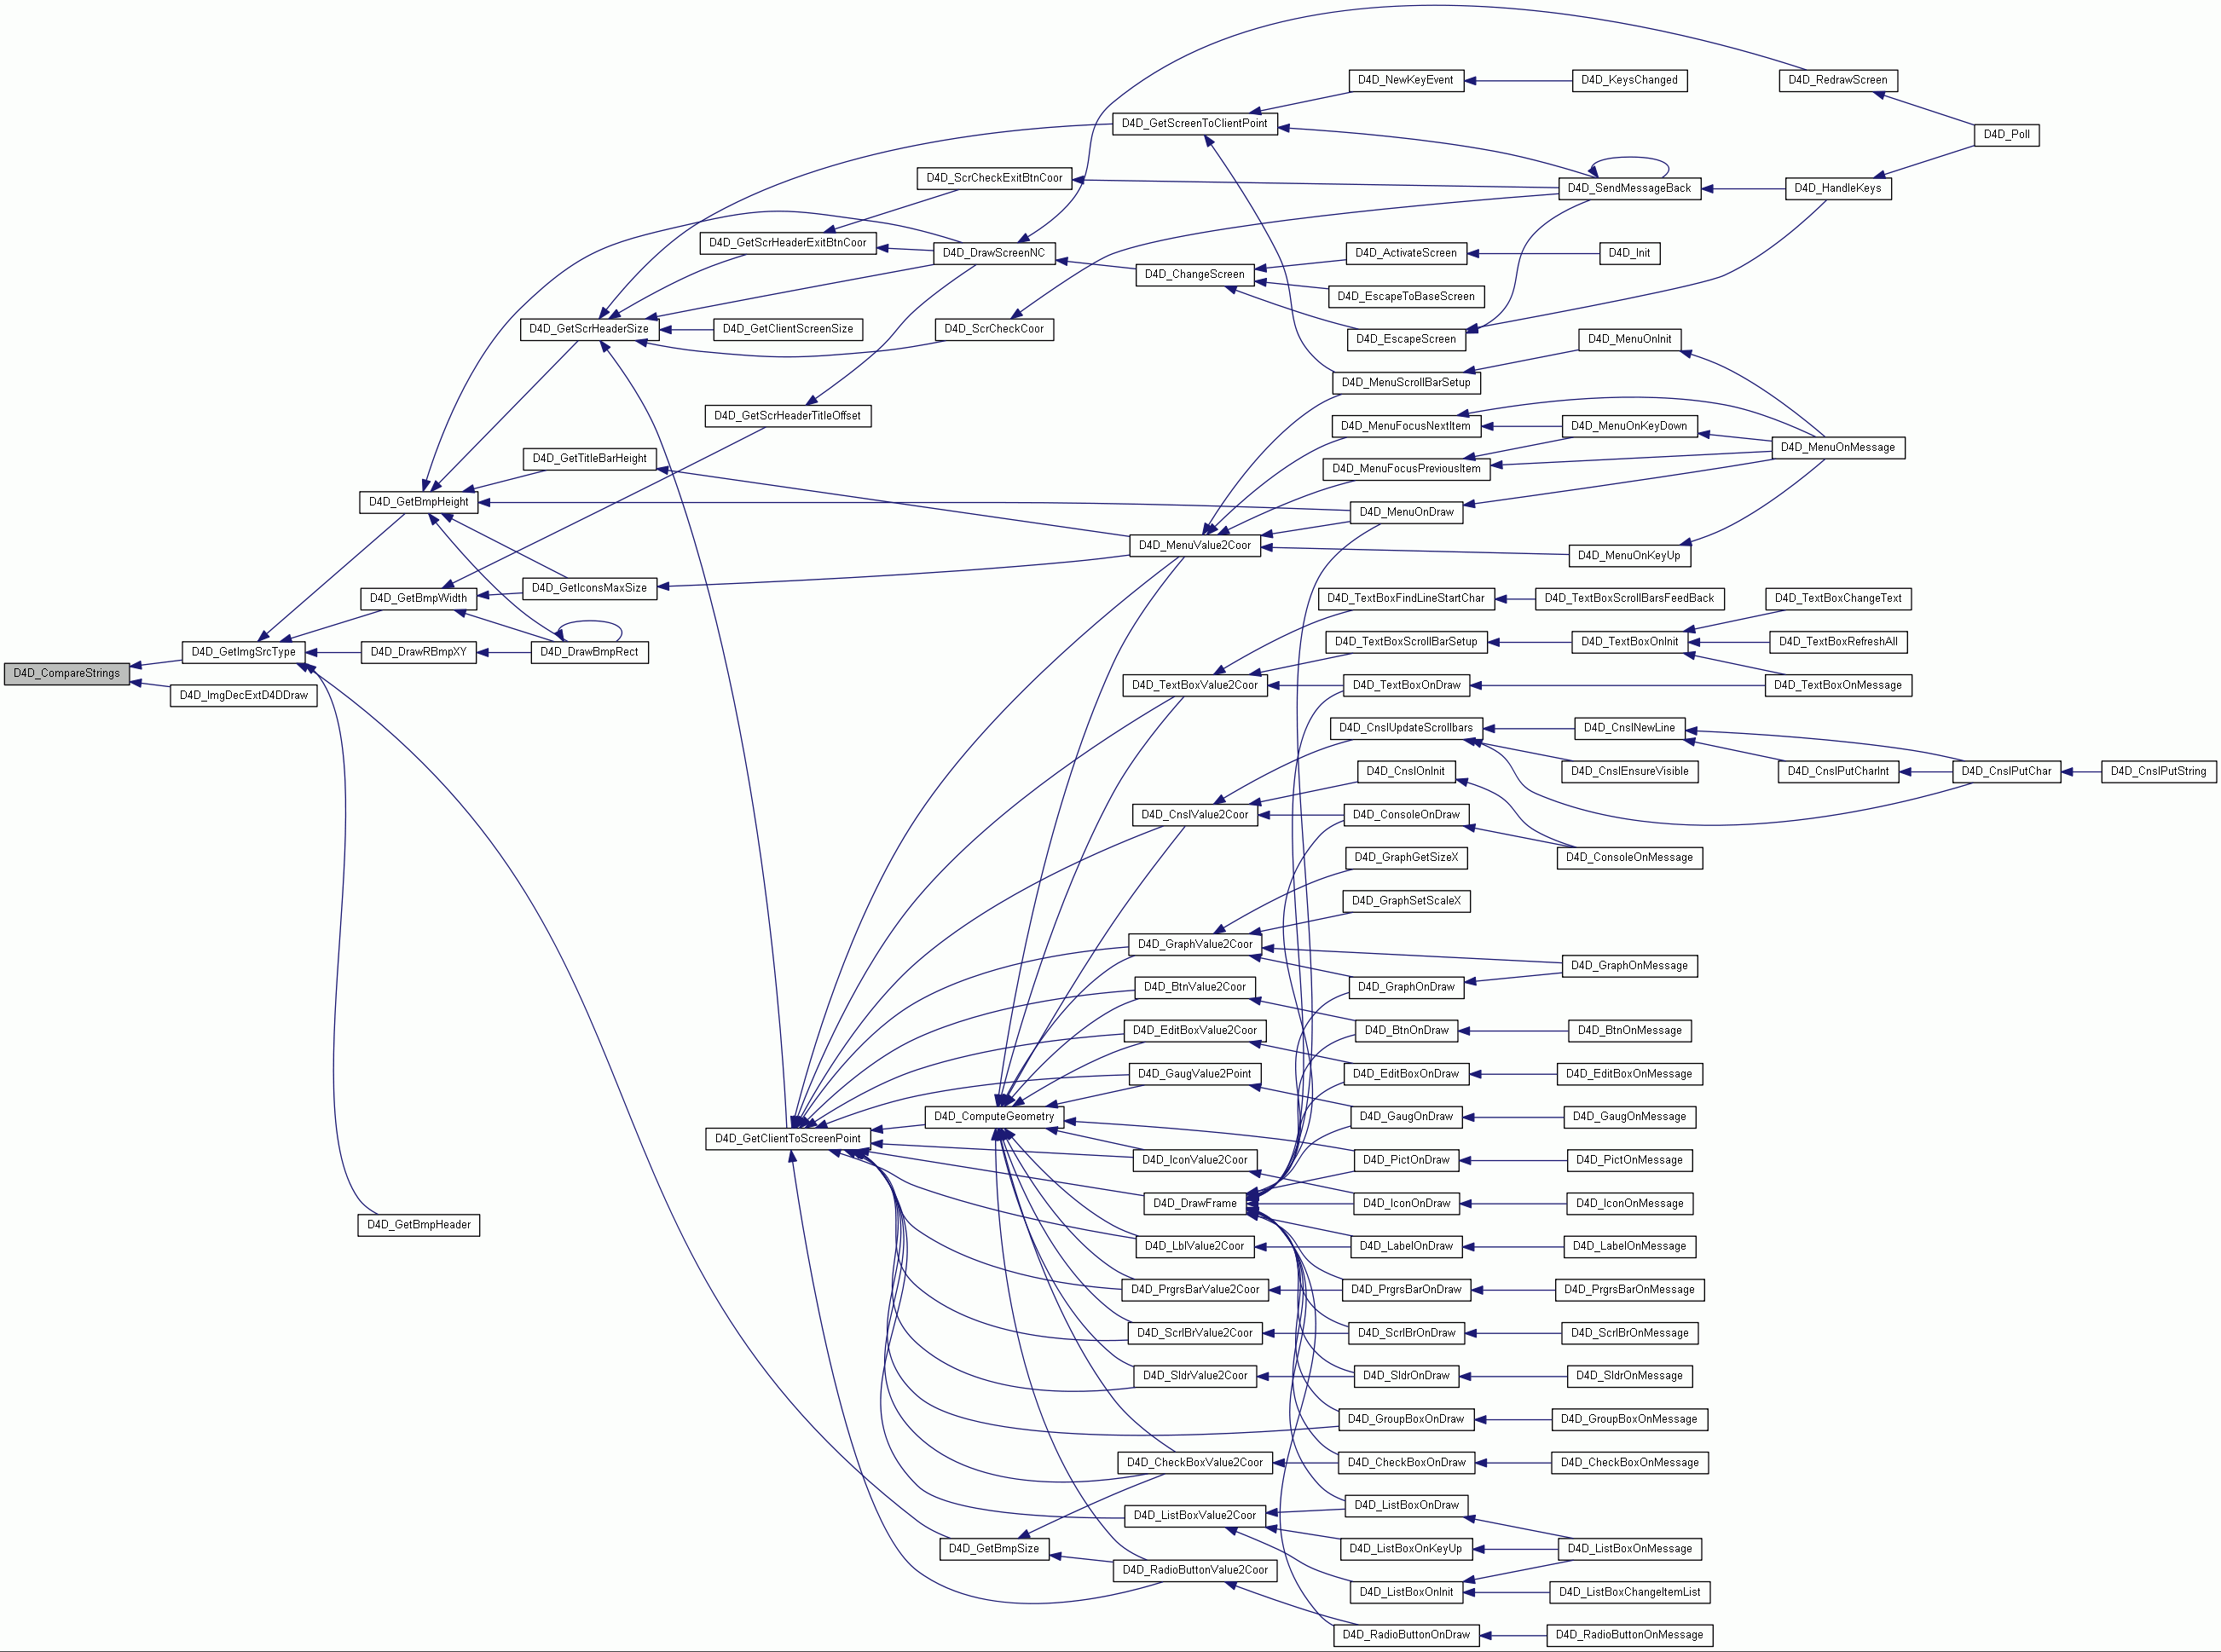 D4D_CompareStrings
D4D_GetImgSrcType
D4D_ImgDecExtD4DDraw
D4D_GetBmpHeight
D4D_GetBmpWidth
D4D_DrawRBmpXY
D4D_GetBmpHeader
D4D_GetScrHeaderSize
D4D_GetTitleBarHeight
D4D_GetIconsMaxSize
D4D_DrawBmpRect
D4D_GetScrHeaderExitBtnCoor
D4D_GetClientScreenSize
D4D_GetScrHeaderTitleOffset
D4D_GetClientToScreenPoint
D4D_ScrCheckExitBtnCoor
D4D_DrawScreenNC
D4D_ScrCheckCoor
D4D_ComputeGeometry
D4D_GetBmpSize
D4D_GetScreenToClientPoint
D4D_ChangeScreen
D4D_MenuValue2Coor
D4D_TextBoxValue2Coor
D4D_CnslValue2Coor
D4D_GraphValue2Coor
D4D_BtnValue2Coor
D4D_EditBoxValue2Coor
D4D_GaugValue2Point
D4D_IconValue2Coor
D4D_DrawFrame
D4D_LblValue2Coor
D4D_PrgrsBarValue2Coor
D4D_ScrlBrValue2Coor
D4D_SldrValue2Coor
D4D_CheckBoxValue2Coor
D4D_ListBoxValue2Coor
D4D_RadioButtonValue2Coor
D4D_NewKeyEvent
D4D_ActivateScreen
D4D_EscapeToBaseScreen
D4D_EscapeScreen
D4D_MenuScrollBarSetup
D4D_MenuFocusNextItem
D4D_MenuFocusPreviousItem
D4D_MenuOnDraw
D4D_TextBoxFindLineStartChar
D4D_TextBoxScrollBarSetup
D4D_TextBoxOnDraw
D4D_CnslUpdateScrollbars
D4D_CnslOnInit
D4D_ConsoleOnDraw
D4D_GraphGetSizeX
D4D_GraphSetScaleX
D4D_GraphOnDraw
D4D_BtnOnDraw
D4D_EditBoxOnDraw
D4D_GaugOnDraw
D4D_PictOnDraw
D4D_IconOnDraw
D4D_LabelOnDraw
D4D_PrgrsBarOnDraw
D4D_ScrlBrOnDraw
D4D_SldrOnDraw
D4D_GroupBoxOnDraw
D4D_CheckBoxOnDraw
D4D_ListBoxOnDraw
D4D_ListBoxOnKeyUp
D4D_ListBoxOnInit
D4D_RadioButtonOnDraw
D4D_KeysChanged
D4D_SendMessageBack
D4D_Init
D4D_MenuOnInit
D4D_MenuOnKeyDown
D4D_MenuOnKeyUp
D4D_TextBoxScrollBarsFeedBack
D4D_TextBoxOnInit
D4D_CnslNewLine
D4D_CnslEnsureVisible
D4D_ConsoleOnMessage
D4D_GraphOnMessage
D4D_BtnOnMessage
D4D_EditBoxOnMessage
D4D_GaugOnMessage
D4D_PictOnMessage
D4D_IconOnMessage
D4D_LabelOnMessage
D4D_PrgrsBarOnMessage
D4D_ScrlBrOnMessage
D4D_SldrOnMessage
D4D_GroupBoxOnMessage
D4D_CheckBoxOnMessage
D4D_ListBoxOnMessage
D4D_ListBoxChangeItemList
D4D_RadioButtonOnMessage
D4D_RedrawScreen
D4D_HandleKeys
D4D_MenuOnMessage
D4D_TextBoxChangeText
D4D_TextBoxRefreshAll
D4D_TextBoxOnMessage
D4D_CnslPutCharInt
D4D_Poll
D4D_CnslPutChar
D4D_CnslPutString